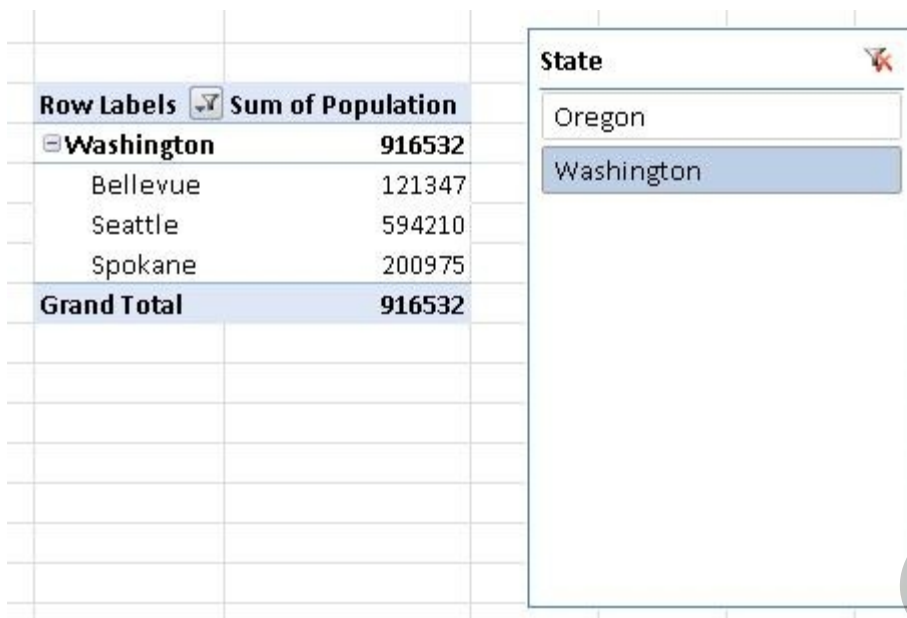 Row Labels Sum of Population
Washington 916532
Bellevue 121347
Seattle 594210
Spokane 200975
Grand Total 916532
State
Oregon
Washington